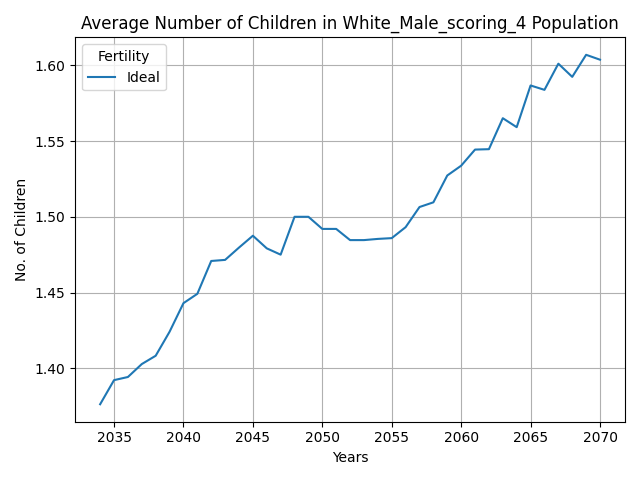 Average Number of Children in White_Male_scoring_4 Population
Fertility
Ideal
No. of Children
1.60
1.55
1.50
1.45
1.40
2035 2040 2045 2050 2055 2060 2065 2070
Years